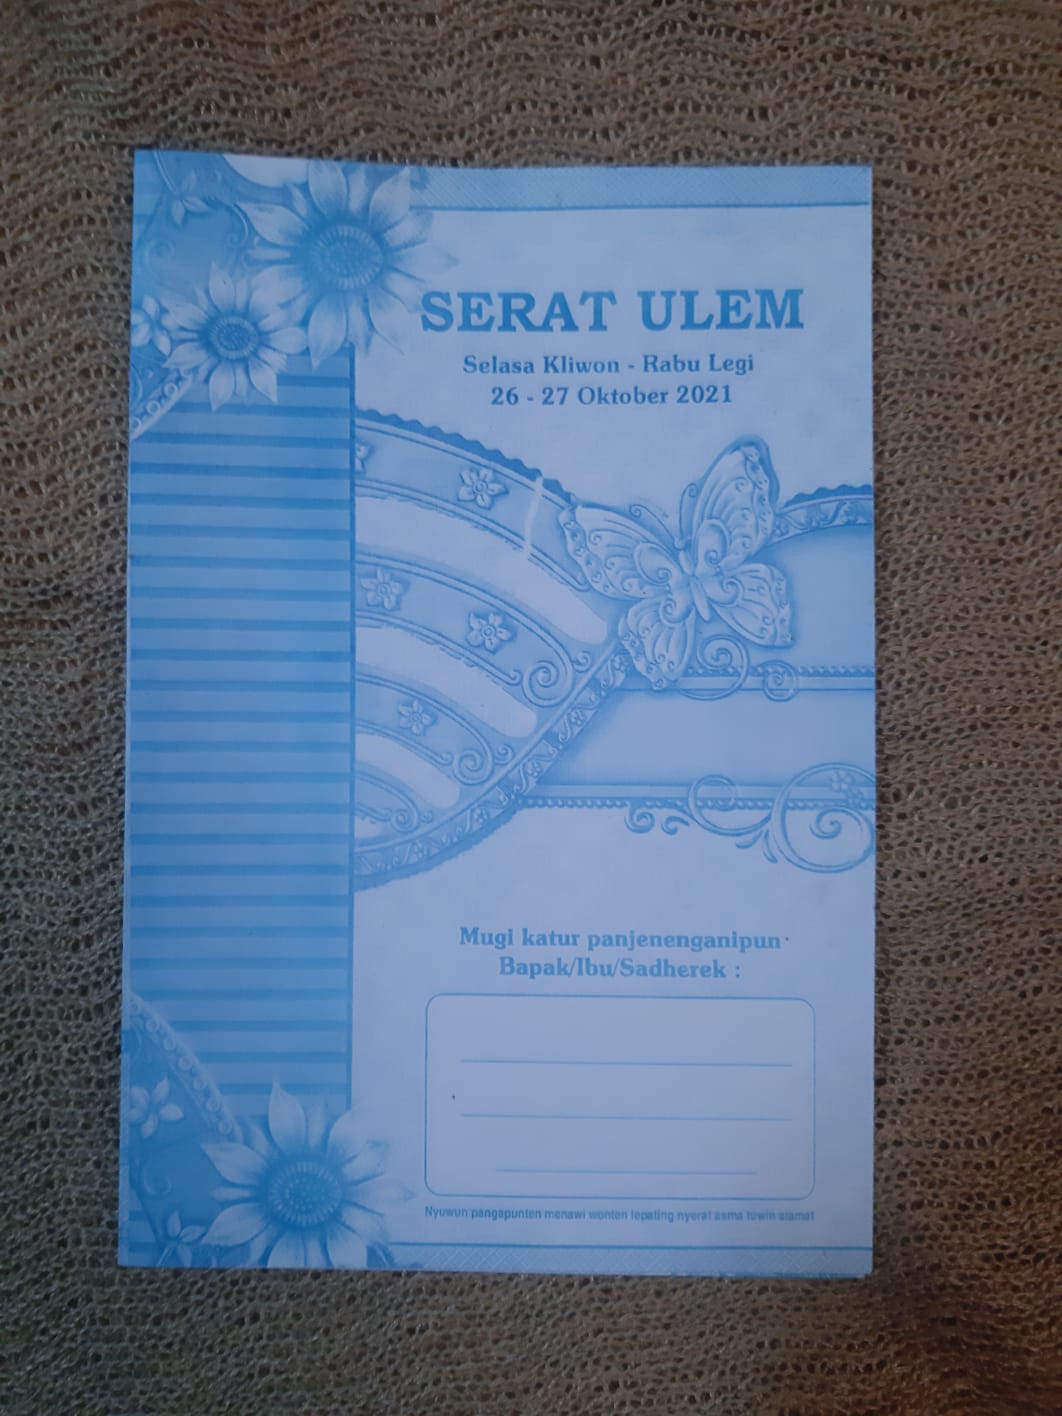 SERAT ULEM
Selasa Kliwon - Rabu Legi
26 - 27 Oktober 2021
Mugi katur panjenenganipun
Bapak/Ibu/Sadherek :
Nyuwun pangapunten menawi wonten lepating nyerat asma tuwin alamat